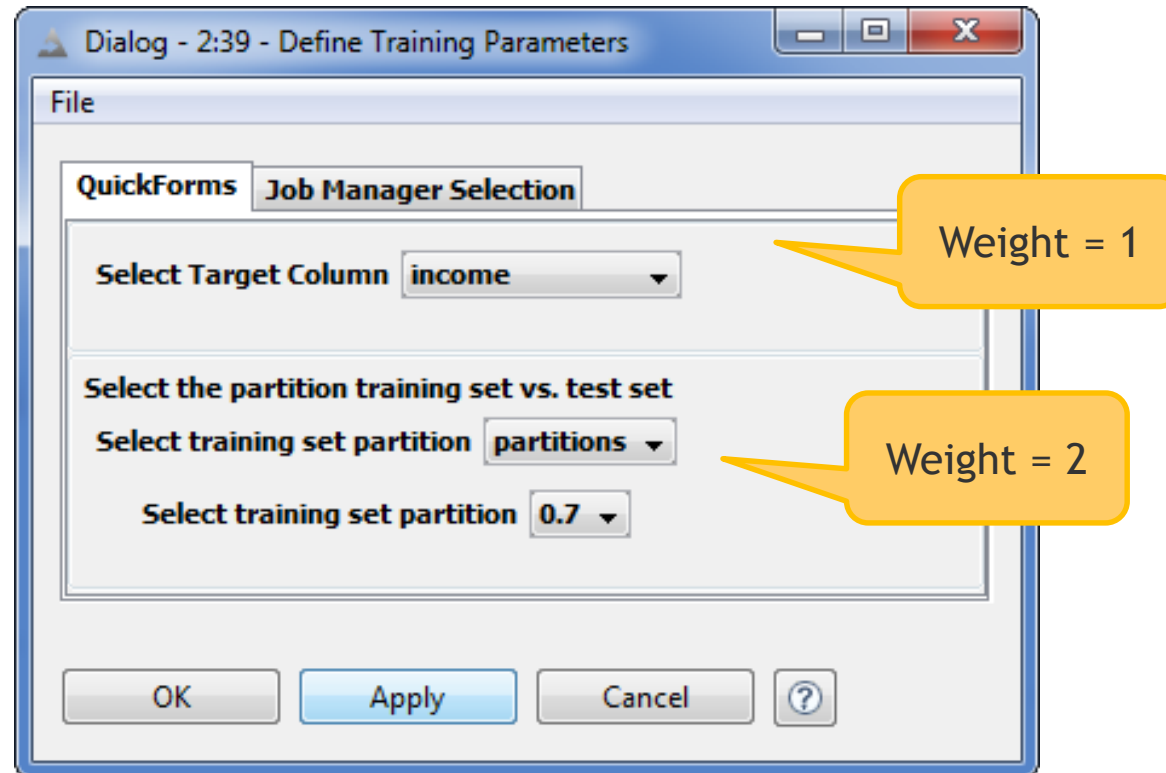 Dialog - 2:39 - Define Training Parameters
File
QuickForms Job Manager Selection
Weight = 1
Select Target Column income
Select the partition training set vs. test set
Select training set partition partitions
Weight = 2
Select training set partition 0.7
OK Apply Cancel ?